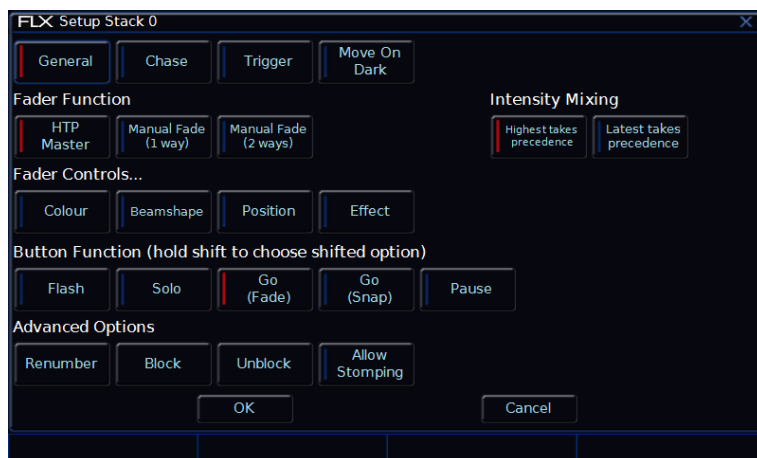 FLX Setup Stack 0
General Chase Trigger Move On Dark
Fader Function Intensity Mixing
HTP Master Manual Fade (1 way) Manual Fade (2 ways) Highest takes precedence Latest takes precedence
Fader Controls...
Colour Beamshape Position Effect
Button Function (hold shift to choose shifted option)
Flash Solo Go (Fade) Go (Snap) Pause
Advanced Options
Renumber Block Unblock Allow Stomping
OK Cancel